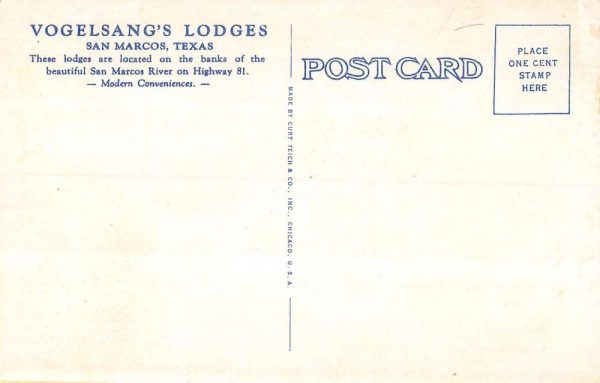 VOGELSANG'S LODGES
SAN MARCOS, TEXAS
These lodges are located on the banks of the
beautiful San Marcos River on Highway 81.
— Modern Conveniences. —
MADE BY CURT TEICH & CO., INC., CHICAGO, U.S.A.
POST CARD
PLACE
ONE CENT
STAMP
HERE